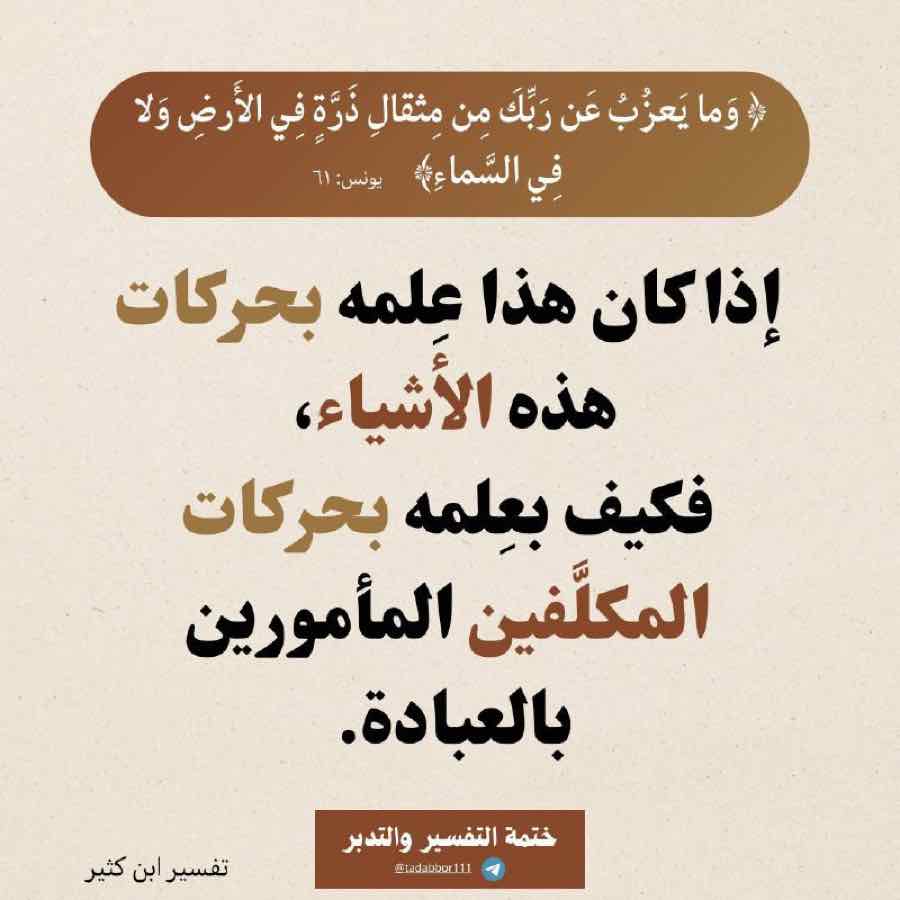 ﴿وَما يَعزُبُ عَن رَبِّكَ مِن مِثقالِ ذَرَّةٍ فِي الأَرضِ وَلا
فِي السَّماءِ﴾ يونس: ٦١
إذا كان هذا عِلمه بحركات
هذه الأشياء،
فكيف بعِلمه بحركات
المكلَّفين المأمورين
بالعبادة.
ختمة التفسير والتدبر
@tadabbor111
تفسير ابن كثير